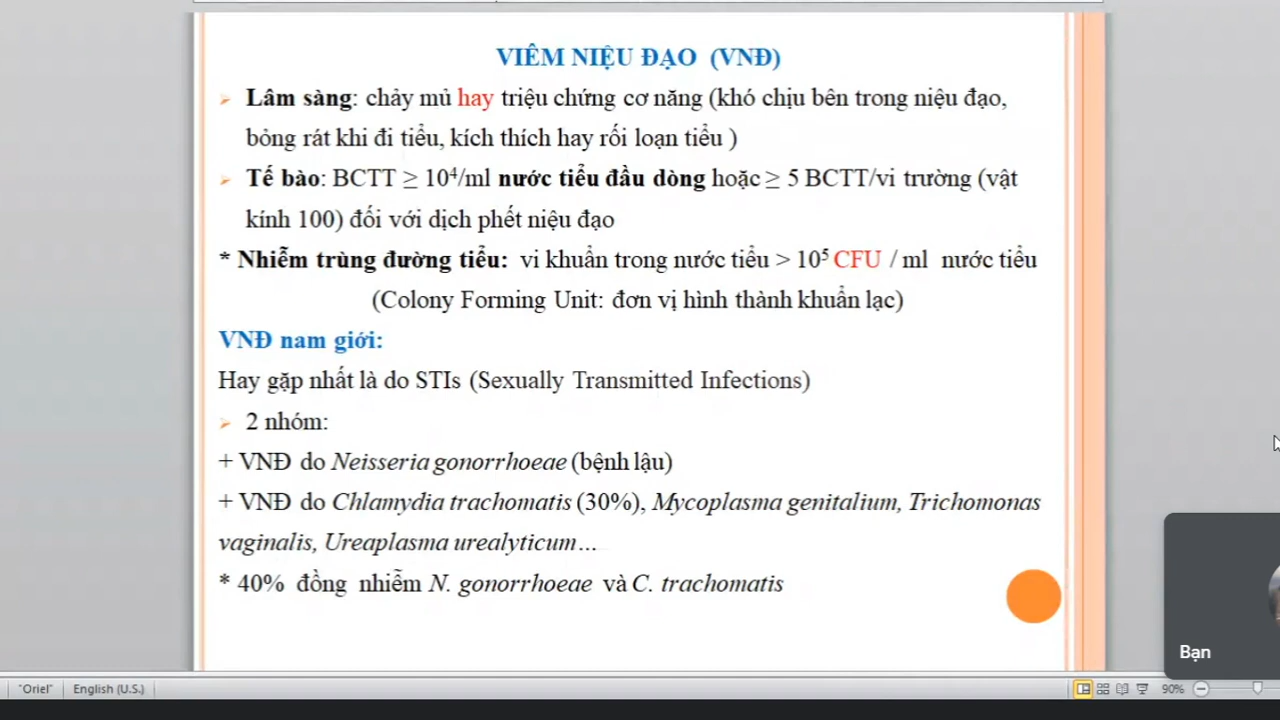 VIÊM NIỆU ĐẠO (VNĐ)
Lâm sàng: chảy mủ hay triệu chứng cơ năng (khó chịu bên trong niệu đạo,
bỏng rát khi đi tiểu, kích thích hay rối loạn tiểu )
Tế bào: BCTT ≥ 10⁴/ml nước tiểu đầu dòng hoặc ≥ 5 BCTT/vi trường (vật
kính 100) đối với dịch phết niệu đạo
* Nhiễm trùng đường tiểu: vi khuẩn trong nước tiểu > 10⁵ CFU / ml nước tiểu
(Colony Forming Unit: đơn vị hình thành khuẩn lạc)
VNĐ nam giới:
Hay gặp nhất là do STIs (Sexually Transmitted Infections)
2 nhóm:
+ VNĐ do Neisseria gonorrhoeae (bệnh lậu)
+ VNĐ do Chlamydia trachomatis (30%), Mycoplasma genitalium, Trichomonas
vaginalis, Ureaplasma urealyticum...
* 40% đồng nhiễm N. gonorrhoeae và C. trachomatis
Bạn
"Oriel" English (U.S.) 90%